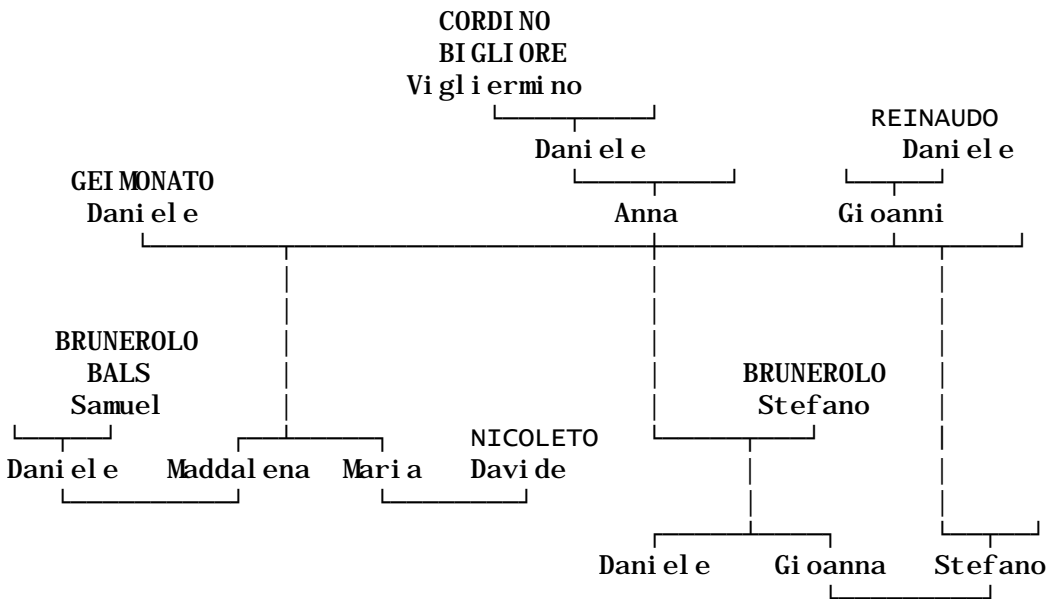 CORDINO
BIGLIORE
Vigliermino
REINAUDO
Daniele Daniele
GEIMONATO
Daniele Anna Gioanni
BRUNEROLO
BALS BRUNEROLO
Samuel Stefano
NICOLETO
Daniele Maddalena Maria Davide
Daniele Gioanna Stefano